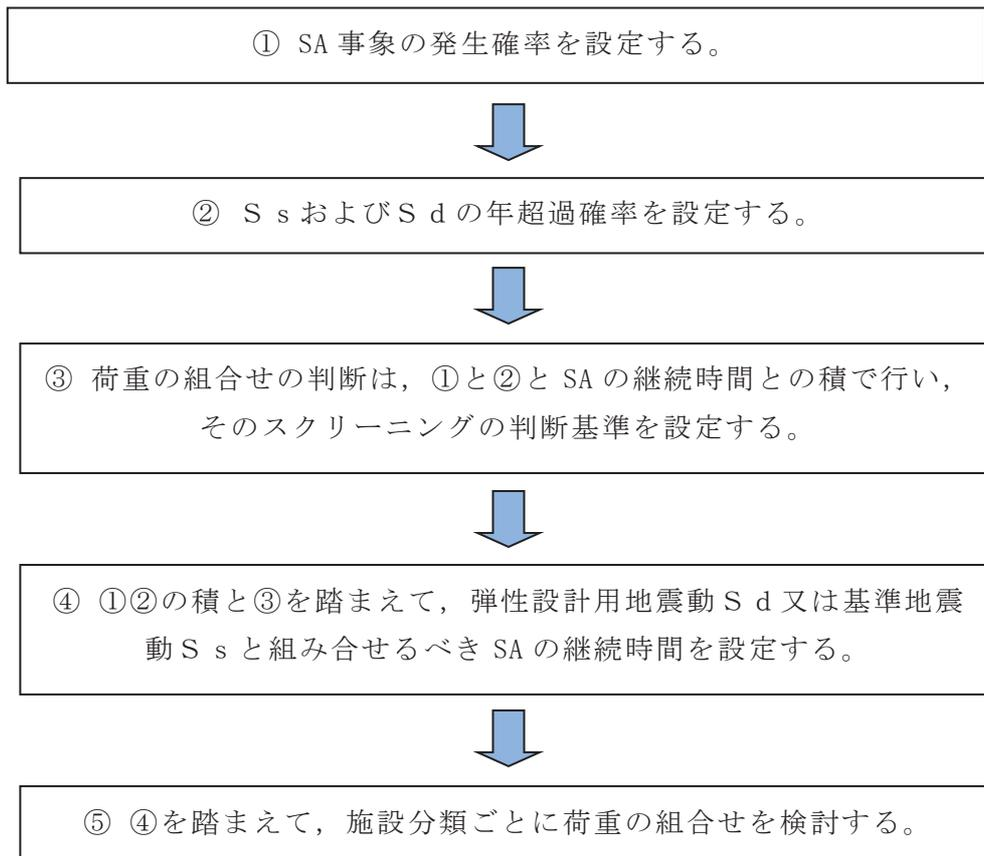 ① SA事象の発生確率を設定する。
② ＳｓおよびＳｄの年超過確率を設定する。
③ 荷重の組合せの判断は，①と②とSAの継続時間との積で行い，
そのスクリーニングの判断基準を設定する。
④ ①②の積と③を踏まえて，弾性設計用地震動Ｓｄ又は基準地震
動Ｓｓと組み合せるべきSAの継続時間を設定する。
⑤ ④を踏まえて，施設分類ごとに荷重の組合せを検討する。